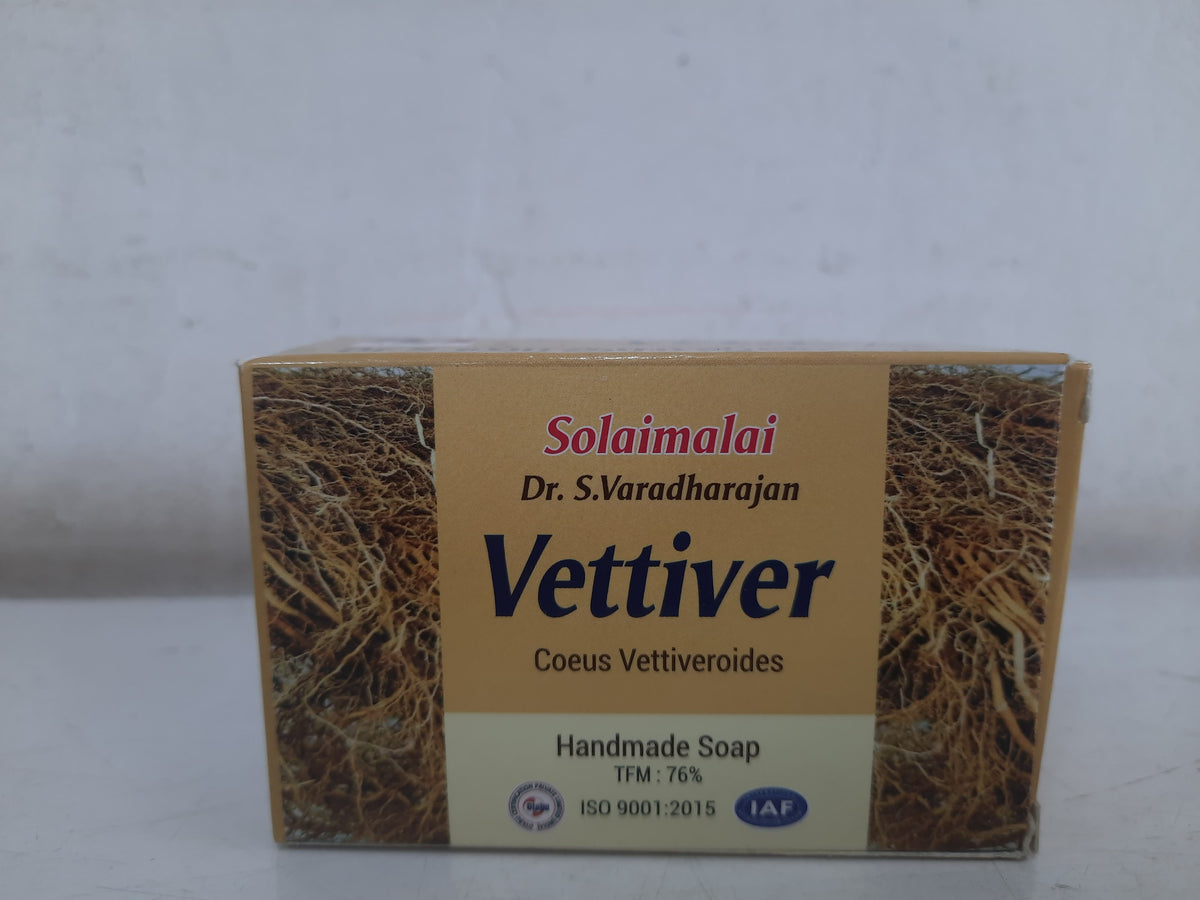 Solaimalai
Dr. S.Varadharajan
Vettiver
Coeus Vettiveroides
Handmade Soap
TFM : 76%
ISO 9001:2015
IAF